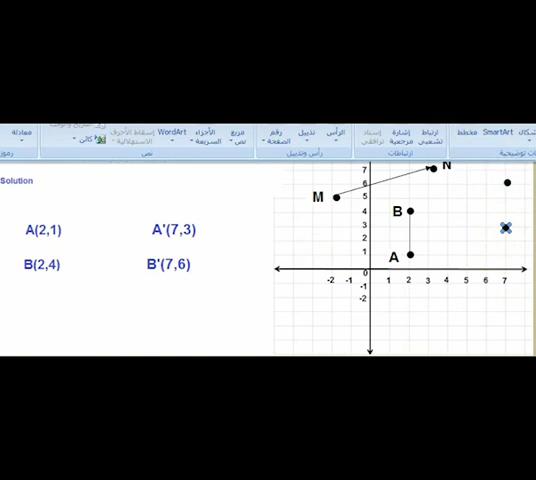 معادلة
WordArt
إسقاط الأحرف
الاستهلالية
الأجزاء
السريعة
مربع
نص
رقم
الصفحة
تذييل
الرأس
إسناد
ترافقي
إشارة
مرجعية
ارتباط
تشعبي
مخطط
SmartArt
كائن
رموز
نص
رأس وتذييل
ارتباطات
Solution
A(2,1)
A'(7,3)
B(2,4)
B'(7,6)
M
N
B
A
7
6
5
4
3
2
1
0
-1
-2
-2 -1 1 2 3 4 5 6 7